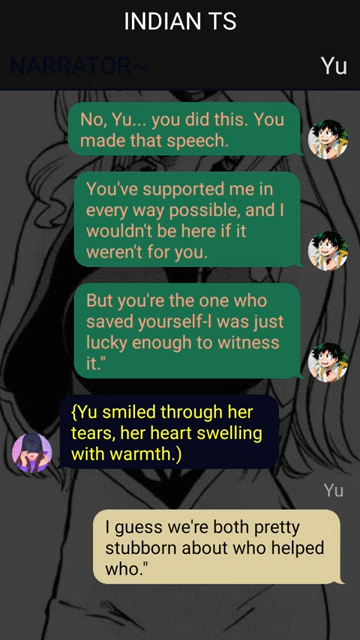 INDIAN TS
NARRATOR~
Yu
No, Yu... you did this. You
made that speech.
You've supported me in
every way possible, and I
wouldn't be here if it
weren't for you.
But you're the one who
saved yourself-I was just
lucky enough to witness
it."
{Yu smiled through her
tears, her heart swelling
with warmth.)
Yu
I guess we're both pretty
stubborn about who helped
who."